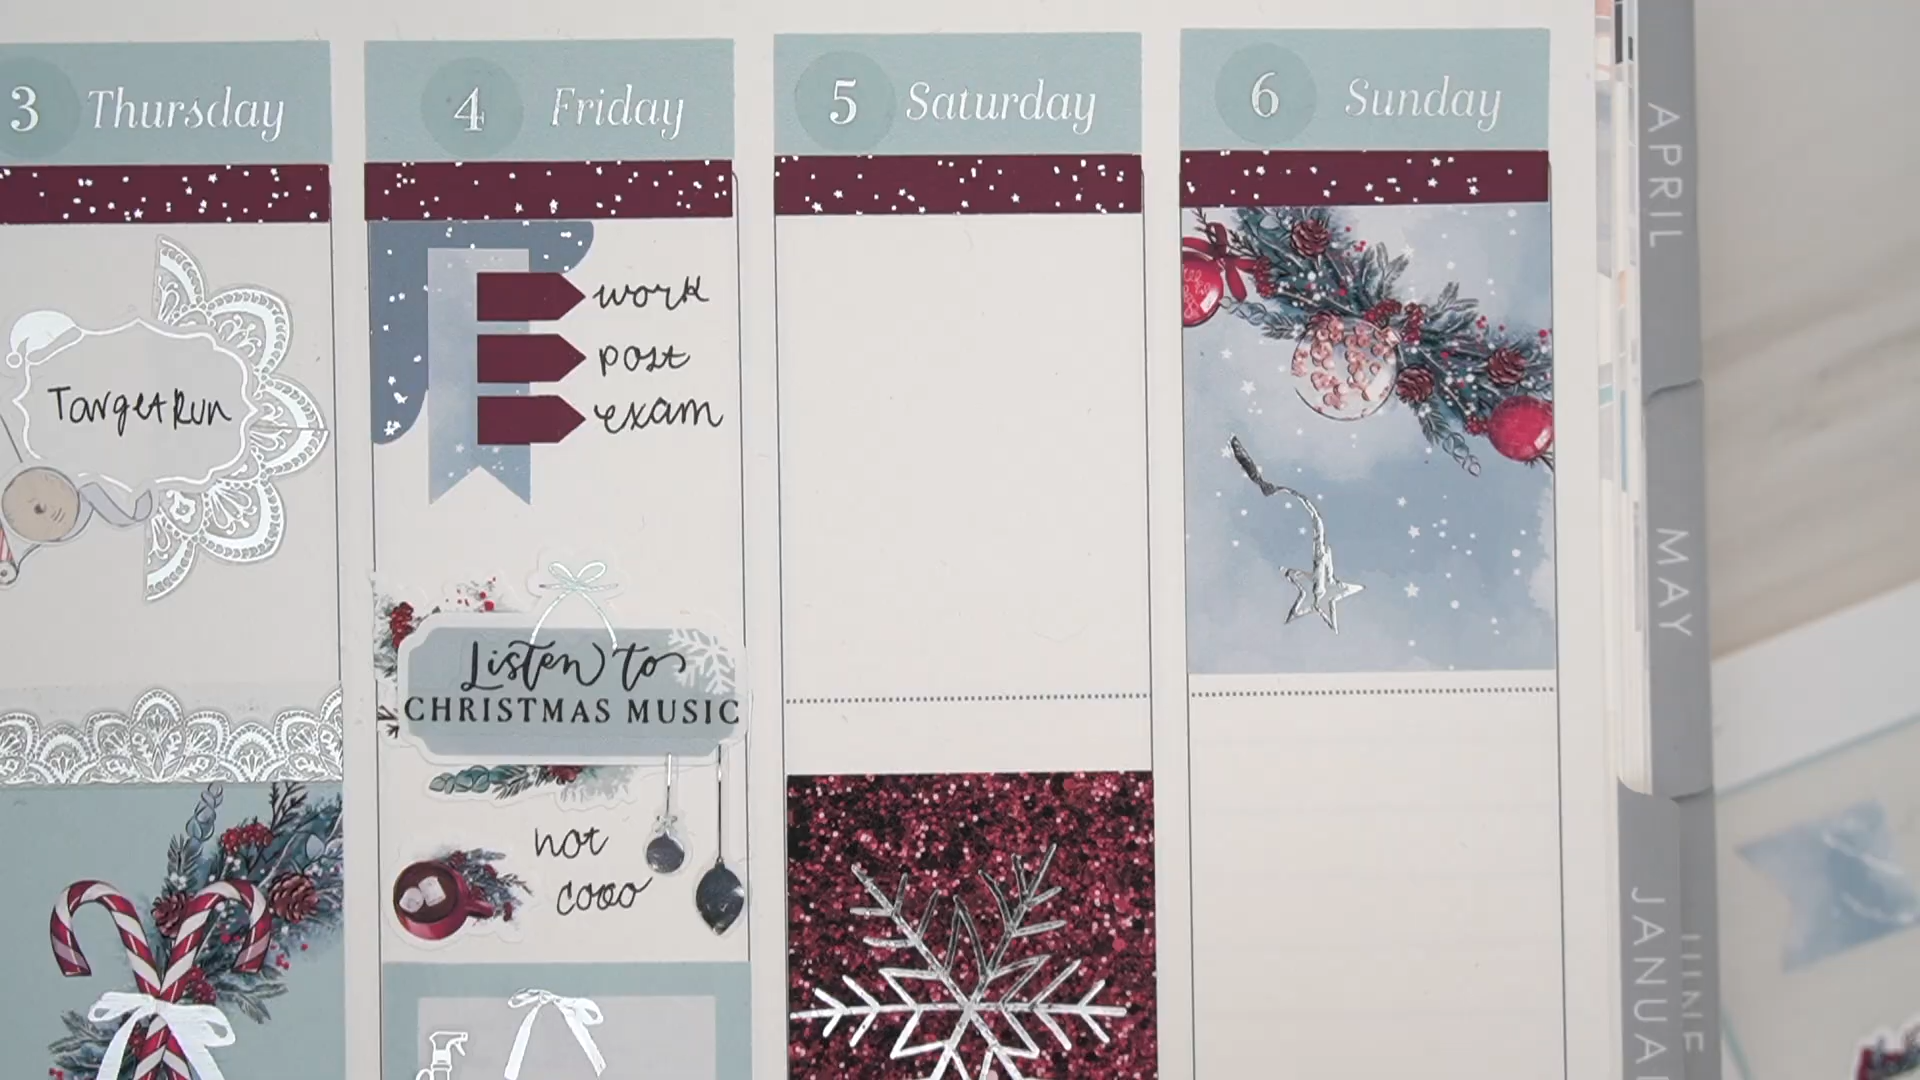 3 Thursday
Target Run
4 Friday
work
post
exam
Listen to
CHRISTMAS MUSIC
hot
coco
5 Saturday
6 Sunday
APRIL
MAY
JUNE
JANUA